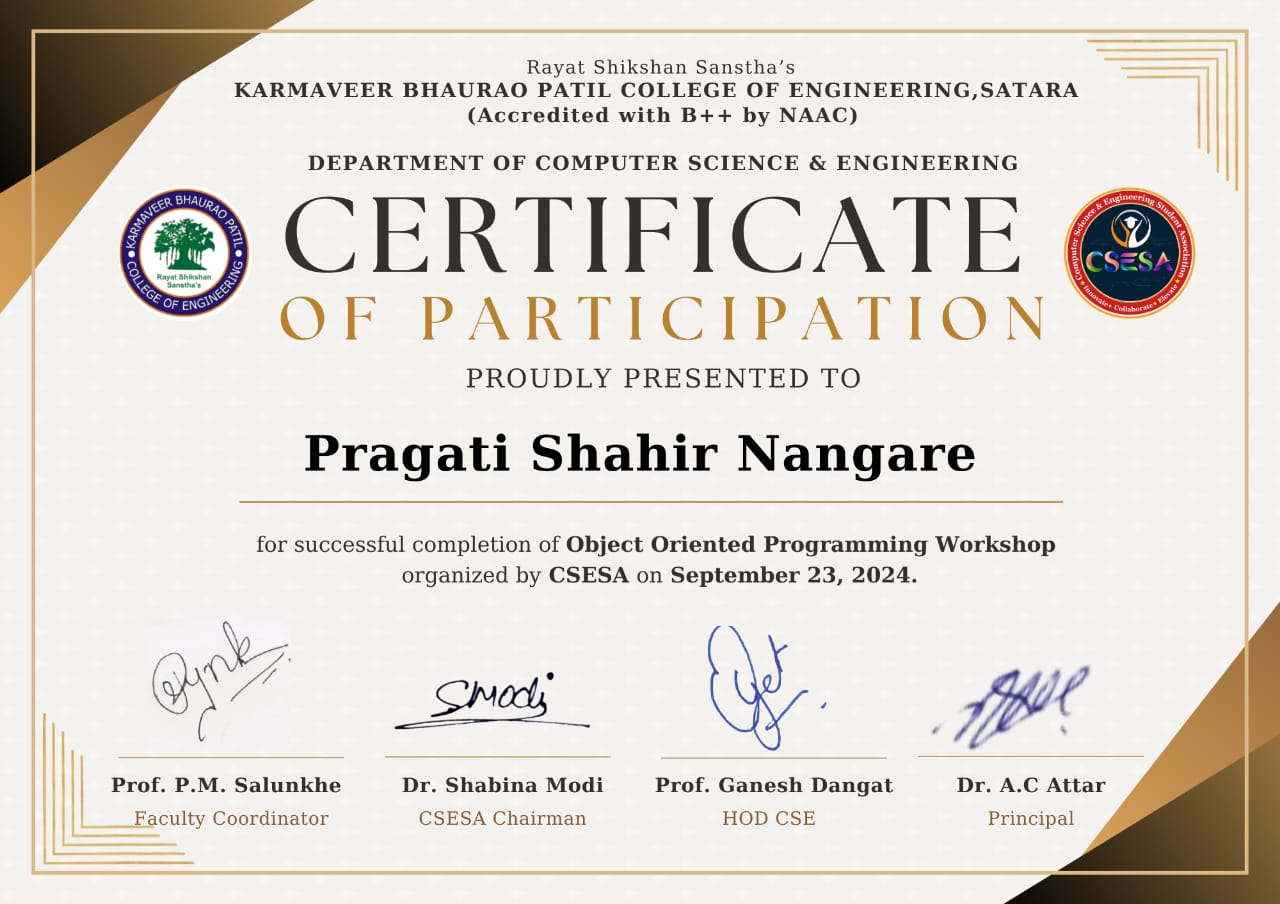 Rayat Shikshan Sanstha’s
KARMAVEER BHAURAO PATIL COLLEGE OF ENGINEERING,SATARA
(Accredited with B++ by NAAC)
DEPARTMENT OF COMPUTER SCIENCE & ENGINEERING
KARMAVEER BHAURAO PATIL
Rayat Shikshan
Sanstha's
COLLEGE OF ENGINEERING
CERTIFICATE
OF PARTICIPATION
Computer Science & Engineering Student Association
CSESA
Innovate• Collaborate• Elevate
PROUDLY PRESENTED TO
Pragati Shahir Nangare
for successful completion of Object Oriented Programming Workshop
organized by CSESA on September 23, 2024.
SModi
Prof. P.M. Salunkhe
Faculty Coordinator
Dr. Shabina Modi
CSESA Chairman
Prof. Ganesh Dangat
HOD CSE
Dr. A.C Attar
Principal